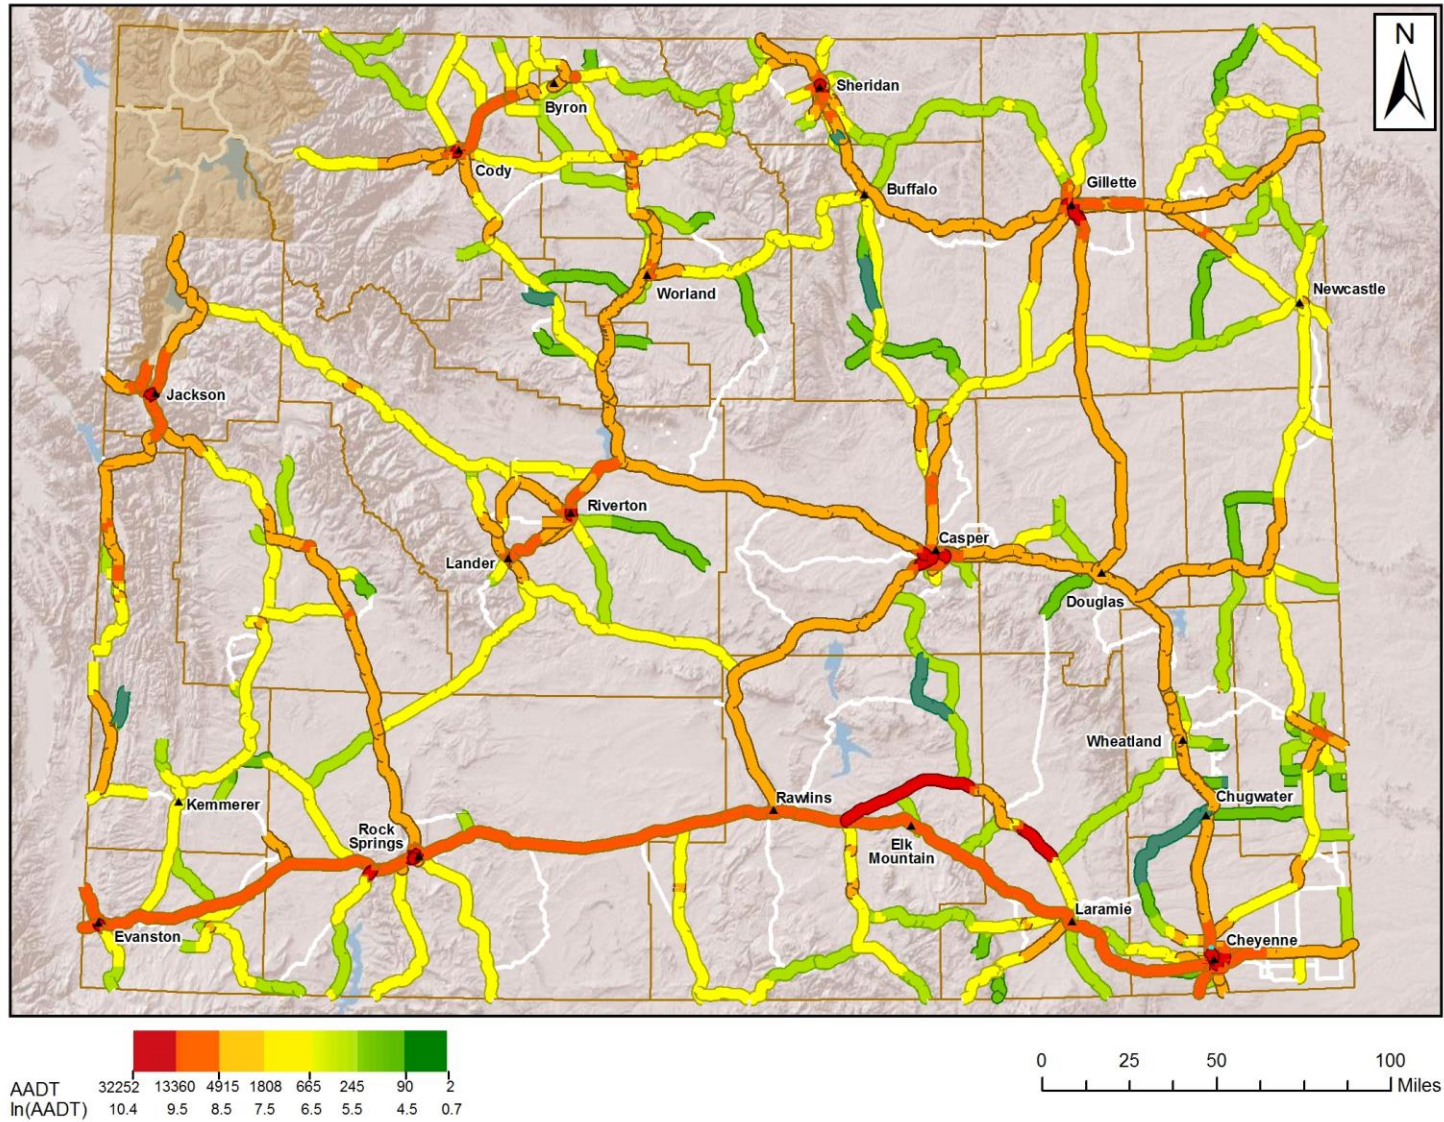 N
Sheridan
Byron
Cody
Gillette
Buffalo
Worland
Newcastle
Jackson
Riverton
Casper
Lander
Douglas
Wheatland
Rawlins
Chugwater
Kemmerer
Rock
Springs
Elk
Mountain
Laramie
Evanston
Cheyenne
AADT 32252 13360 4915 1808 665 245 90 2
ln(AADT) 10.4 9.5 8.5 7.5 6.5 5.5 4.5 0.7
0 25 50 100
Miles